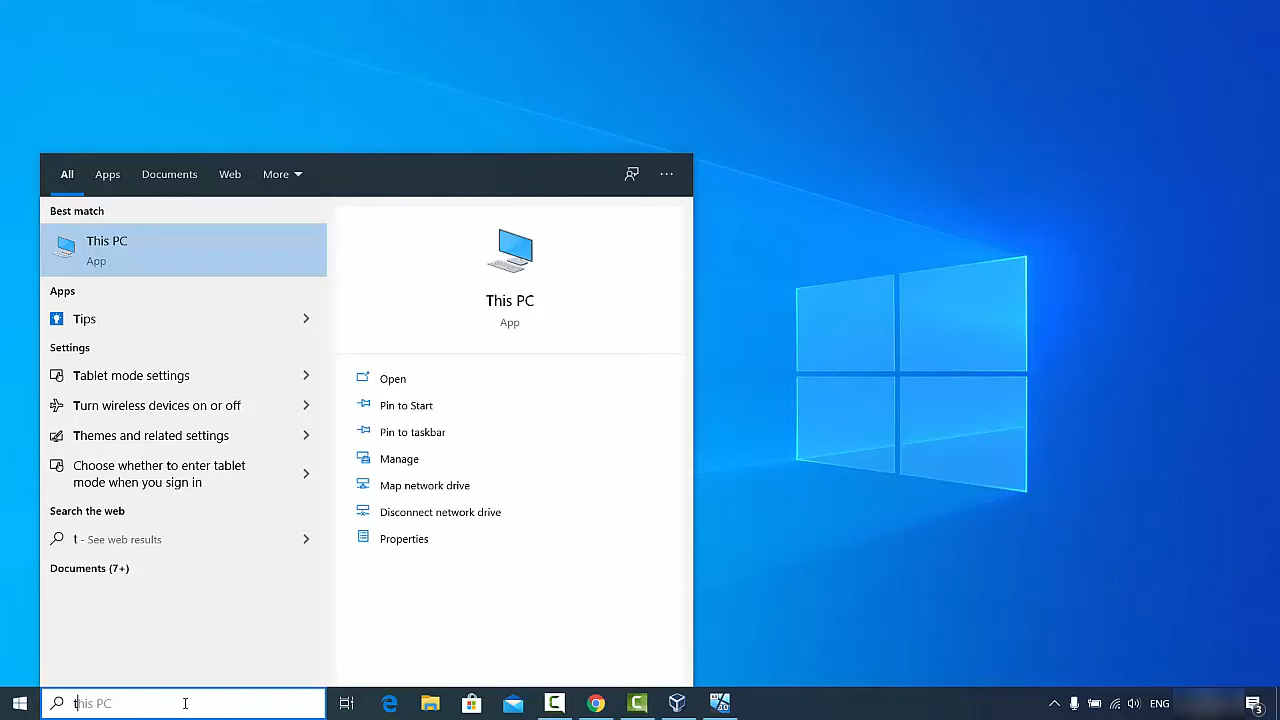 All Apps Documents Web More
Best match
This PC
App
Apps
Tips
Settings
Tablet mode settings
Turn wireless devices on or off
Themes and related settings
Choose whether to enter tablet
mode when you sign in
Search the web
t - See web results
Documents (7+)
This PC
App
Open
Pin to Start
Pin to taskbar
Manage
Map network drive
Disconnect network drive
Properties
this PC
ENG
3